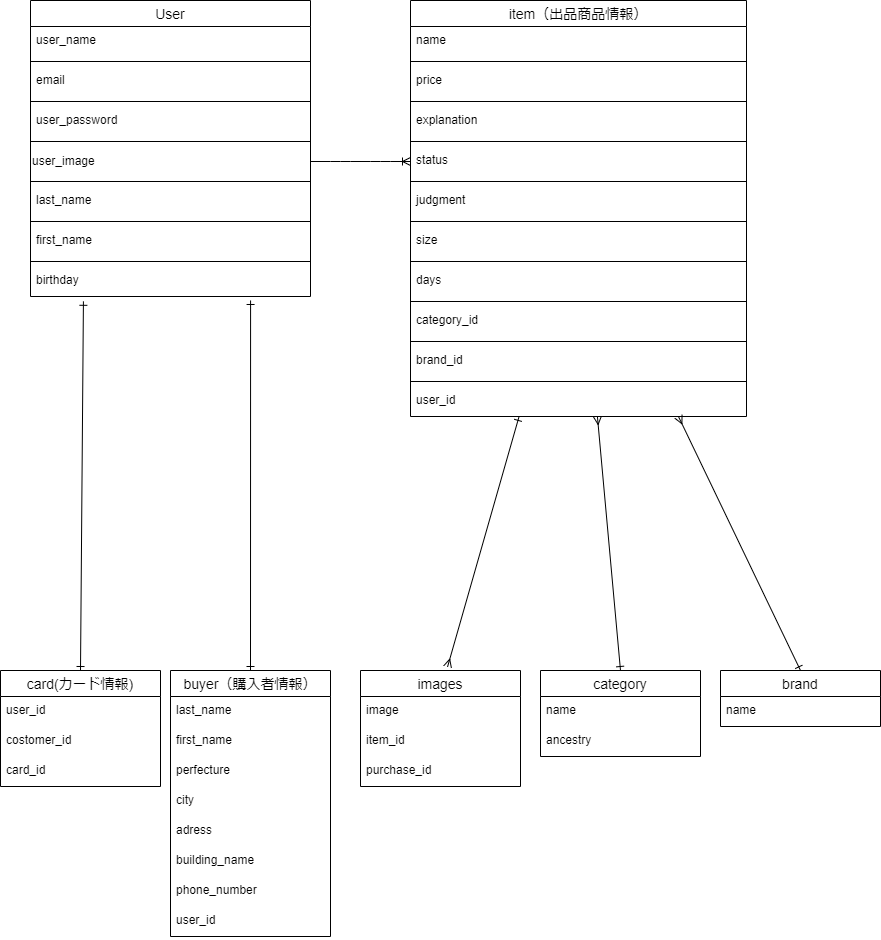 User
user_name
email
user_password
user_image
last_name
first_name
birthday
item（出品商品情報）
name
price
explanation
status
judgment
size
days
category_id
brand_id
user_id
card(カード情報)
user_id
costomer_id
card_id
buyer（購入者情報）
last_name
first_name
perfecture
city
adress
building_name
phone_number
user_id
images
image
item_id
purchase_id
category
name
ancestry
brand
name